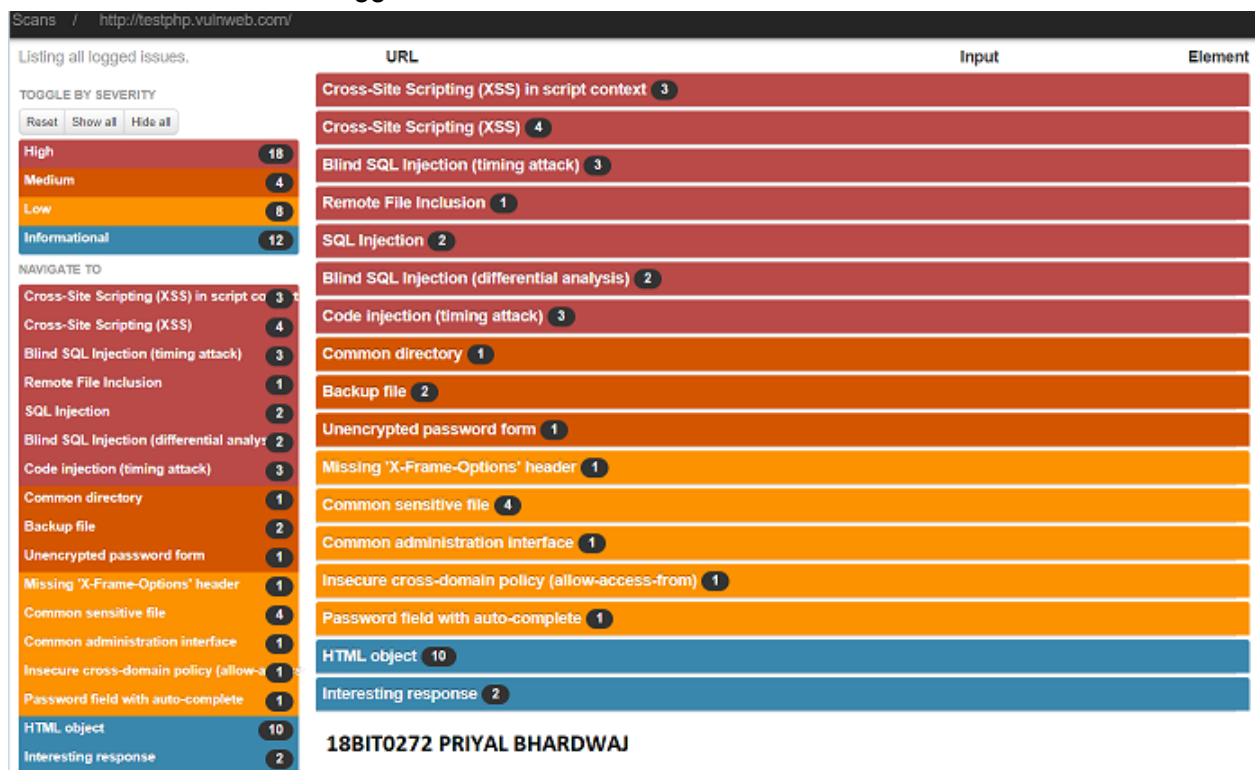 Scans / http://testphp.vulnweb.com/
Listing all logged issues.
TOGGLE BY SEVERITY
Reset Show all Hide all
High 18
Medium 4
Low 8
Informational 12
NAVIGATE TO
Cross-Site Scripting (XSS) in script co 3 t
Cross-Site Scripting (XSS) 4
Blind SQL Injection (timing attack) 3
Remote File Inclusion 1
SQL Injection 2
Blind SQL Injection (differential analys 2
Code injection (timing attack) 3
Common directory 1
Backup file 2
Unencrypted password form 1
Missing 'X-Frame-Options' header 1
Common sensitive file 4
Common administration interface 1
Insecure cross-domain policy (allow-a 1 s
Password field with auto-complete 1
HTML object 10
Interesting response 2
URL Input Element
Cross-Site Scripting (XSS) in script context 3
Cross-Site Scripting (XSS) 4
Blind SQL Injection (timing attack) 3
Remote File Inclusion 1
SQL Injection 2
Blind SQL Injection (differential analysis) 2
Code injection (timing attack) 3
Common directory 1
Backup file 2
Unencrypted password form 1
Missing 'X-Frame-Options' header 1
Common sensitive file 4
Common administration interface 1
Insecure cross-domain policy (allow-access-from) 1
Password field with auto-complete 1
HTML object 10
Interesting response 2
18BIT0272 PRIYAL BHARDWAJ